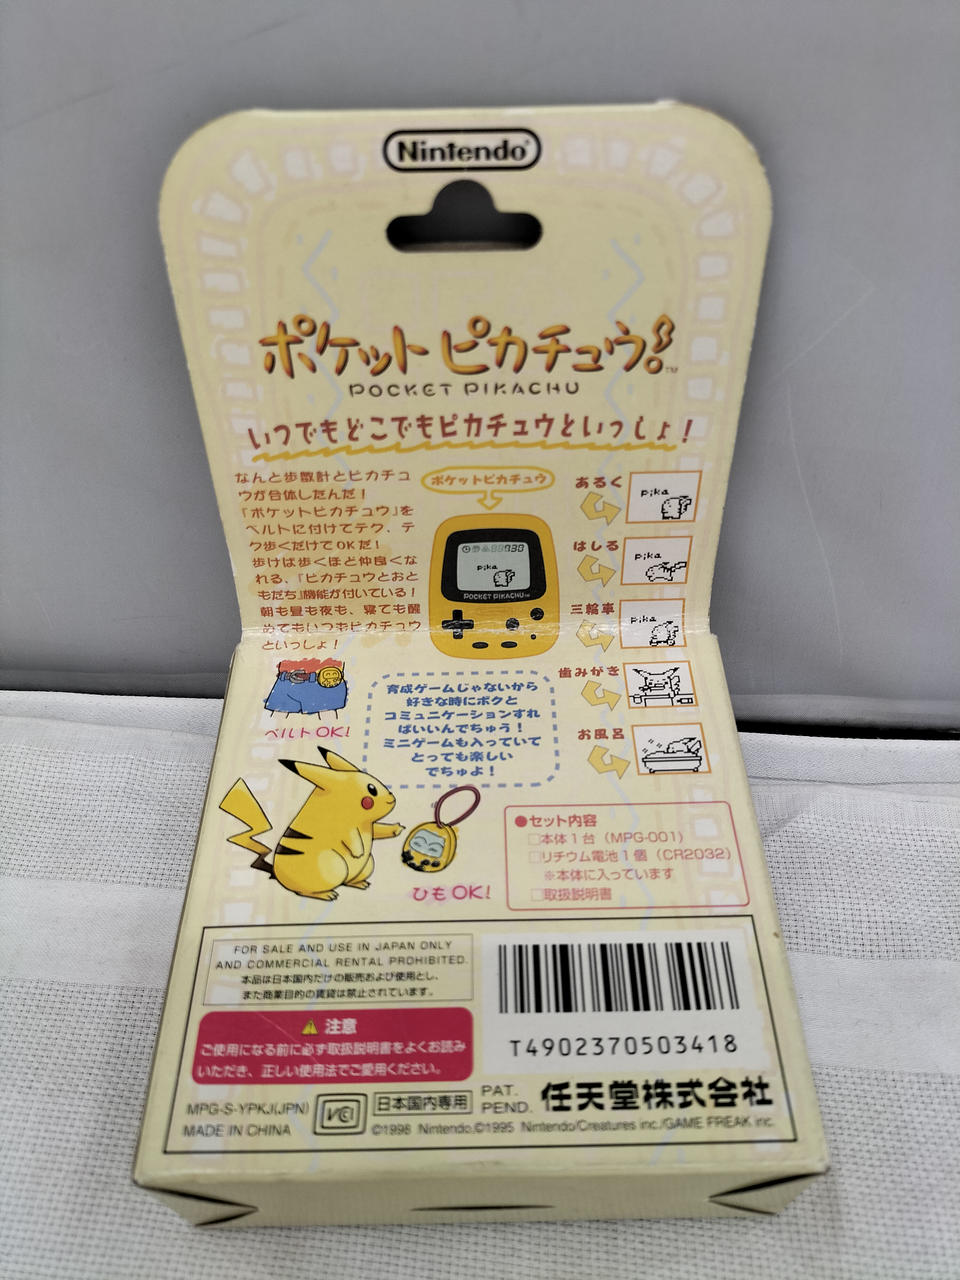 Nintendo
ポケットピカチュウ!
POCKET PIKACHU
TM
いつでもどこでもピカチュウといっしょ!
なんと歩数計とピカチュ
ウが合体したんだ!
「ポケットピカチュウ」を
ベルトに付けてテク、テ
ク歩くだけでOKだ!
歩けば歩くほど仲良くな
れる、『ピカチュウとおと
もだち』機能が付いている!
朝も昼も夜も、寝ても醒
めてもいつもピカチュウ
といっしょ!
ポケットピカチュウ
pika
POCKET PIKACHU
あるく
pika
はしる
pika
三輪車
pika
歯みがき
お風呂
ベルトOK!
育成ゲームじゃないから
好きな時にボクと
コミュニケーションすれ
ばいいんでちゅう!
ミニゲームも入っていて
とっても楽しい
でちゅよ!
ひもOK!
●セット内容
□本体1台(MPG-001)
□リチウム電池1個(CR2032)
※本体に入っています
□取扱説明書
FOR SALE AND USE IN JAPAN ONLY
AND COMMERCIAL RENTAL PROHIBITED.
本品は日本国内だけの販売および使用とし、
また商業目的の賃貸は禁止されています。
注意
ご使用になる前に必ず取扱説明書をよくお読み
いただき、正しい使用法でご愛用ください。
T4902370503418
MPG-S-YPKJ(JPN)
MADE IN CHINA
VCI
日本国内専用
PAT.
PEND.
任天堂株式会社
©1998 Nintendo,©1995 Nintendo/Creatures inc./GAME FREAK inc.